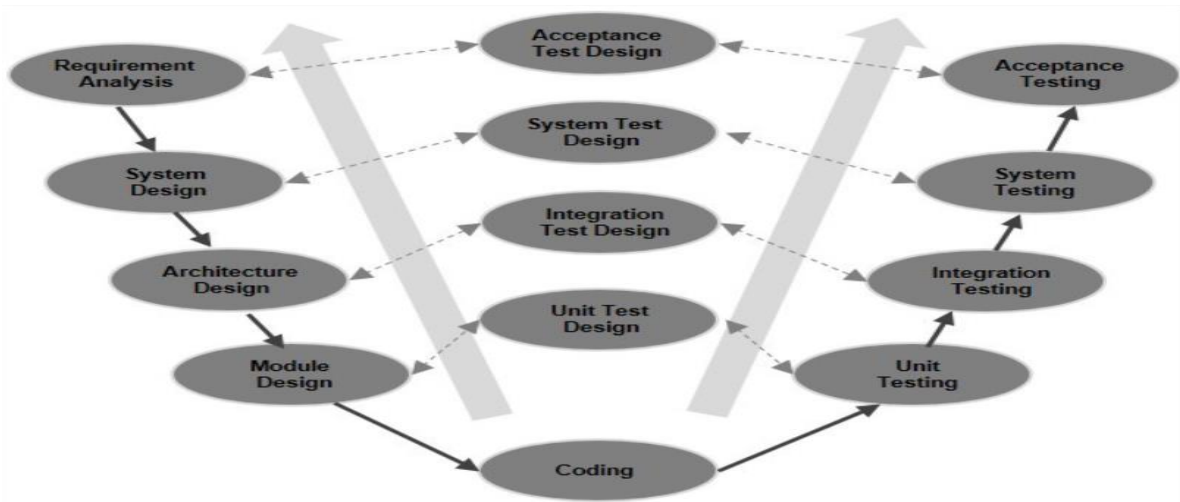 Requirement
Analysis
Acceptance
Test Design
Acceptance
Testing
System
Design
System Test
Design
System
Testing
Architecture
Design
Integration
Test Design
Integration
Testing
Module
Design
Unit Test
Design
Unit
Testing
Coding